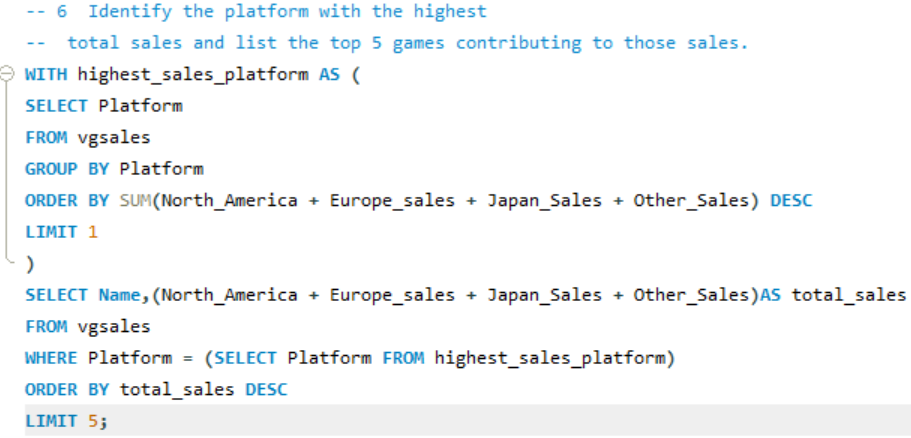 -- 6  Identify the platform with the highest
--  total sales and list the top 5 games contributing to those sales.
WITH highest_sales_platform AS (
SELECT Platform
FROM vgsales
GROUP BY Platform
ORDER BY SUM(North_America + Europe_sales + Japan_Sales + Other_Sales) DESC
LIMIT 1
)
SELECT Name,(North_America + Europe_sales + Japan_Sales + Other_Sales)AS total_sales
FROM vgsales
WHERE Platform = (SELECT Platform FROM highest_sales_platform)
ORDER BY total_sales DESC
LIMIT 5;